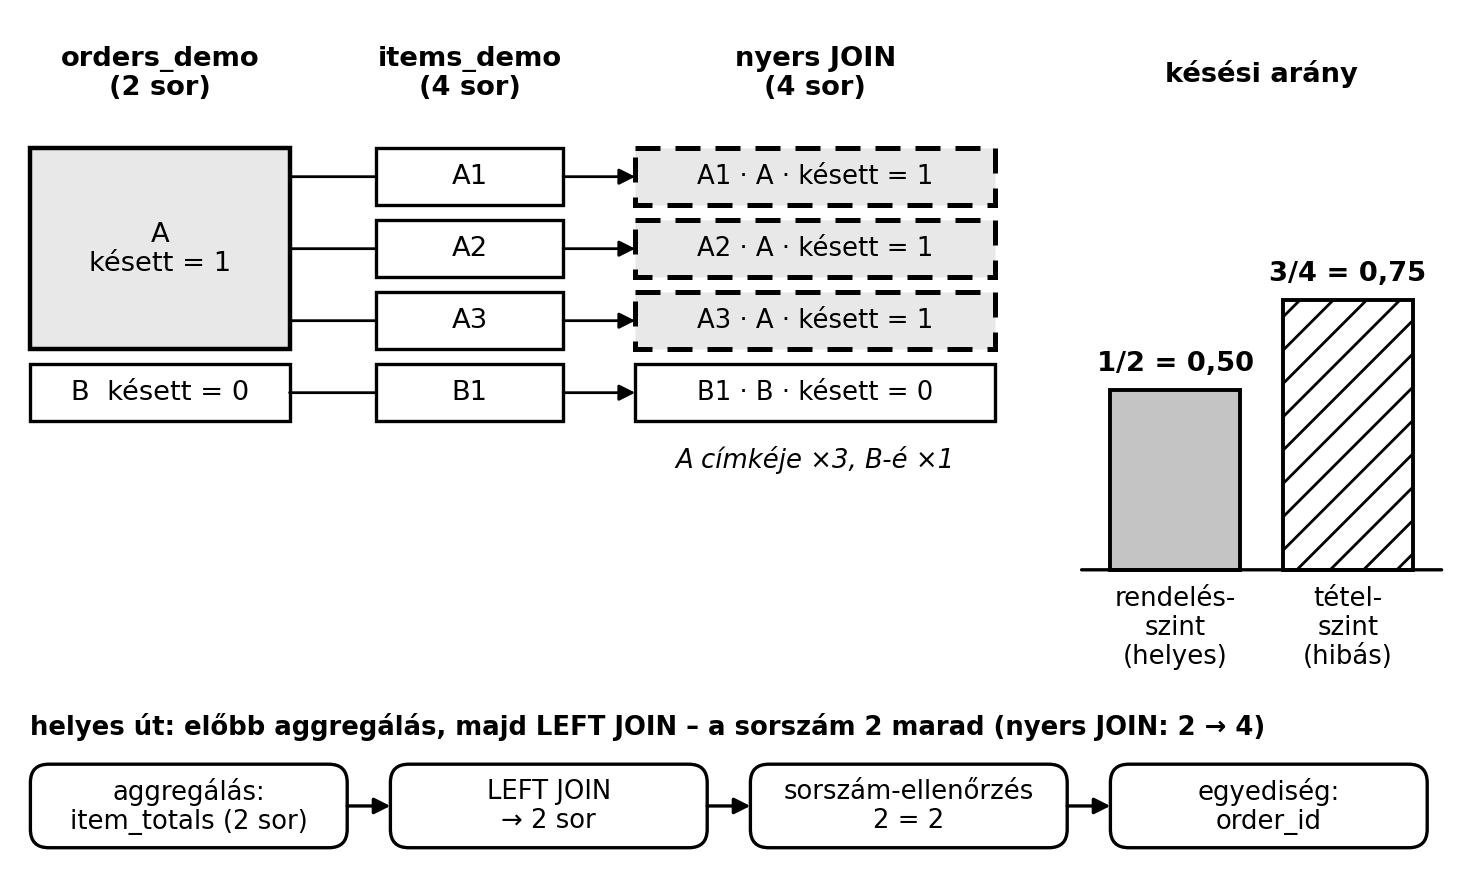 orders_demo
(2 sor)
items_demo
(4 sor)
nyers JOIN
(4 sor)
késési arány
A
késett = 1
A1
A1 · A · késett = 1
A2
A2 · A · késett = 1
A3
A3 · A · késett = 1
B  késett = 0
B1
B1 · B · késett = 0
A címkéje ×3, B-é ×1
1/2 = 0,50
3/4 = 0,75
rendelés-
szint
(helyes)
tétel-
szint
(hibás)
helyes út: előbb aggregálás, majd LEFT JOIN – a sorszám 2 marad (nyers JOIN: 2 → 4)
aggregálás:
item_totals (2 sor)
LEFT JOIN
→ 2 sor
sorszám-ellenőrzés
2 = 2
egyediség:
order_id